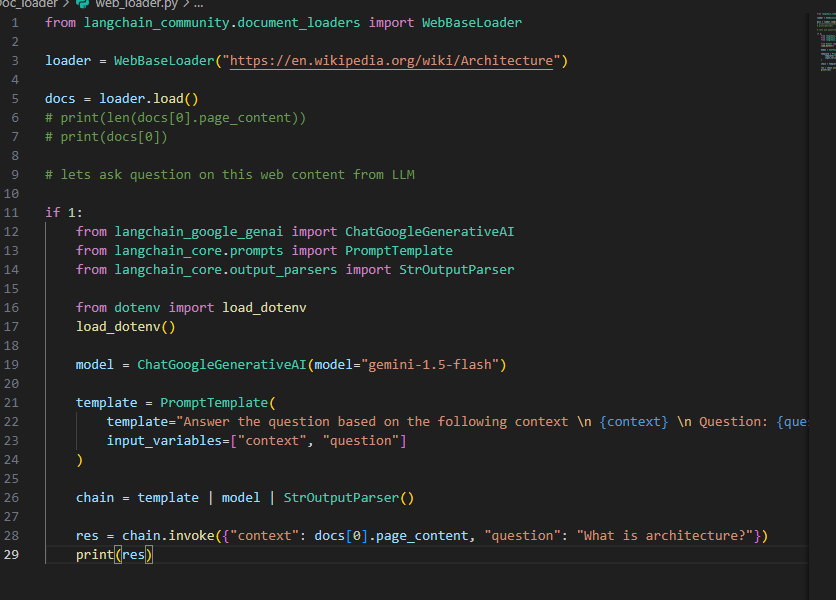 oc_loader > web_loader.py > ...
1 from langchain_community.document_loaders import WebBaseLoader
2
3 loader = WebBaseLoader("https://en.wikipedia.org/wiki/Architecture")
4
5 docs = loader.load()
6 # print(len(docs[0].page_content))
7 # print(docs[0])
8
9 # lets ask question on this web content from LLM
10
11 if 1:
12 from langchain_google_genai import ChatGoogleGenerativeAI
13 from langchain_core.prompts import PromptTemplate
14 from langchain_core.output_parsers import StrOutputParser
15
16 from dotenv import load_dotenv
17 load_dotenv()
18
19 model = ChatGoogleGenerativeAI(model="gemini-1.5-flash")
20
21 template = PromptTemplate(
22 template="Answer the question based on the following context \n {context} \n Question: {que
23 input_variables=["context", "question"]
24 )
25
26 chain = template | model | StrOutputParser()
27
28 res = chain.invoke({"context": docs[0].page_content, "question": "What is architecture?"})
29 print(res)